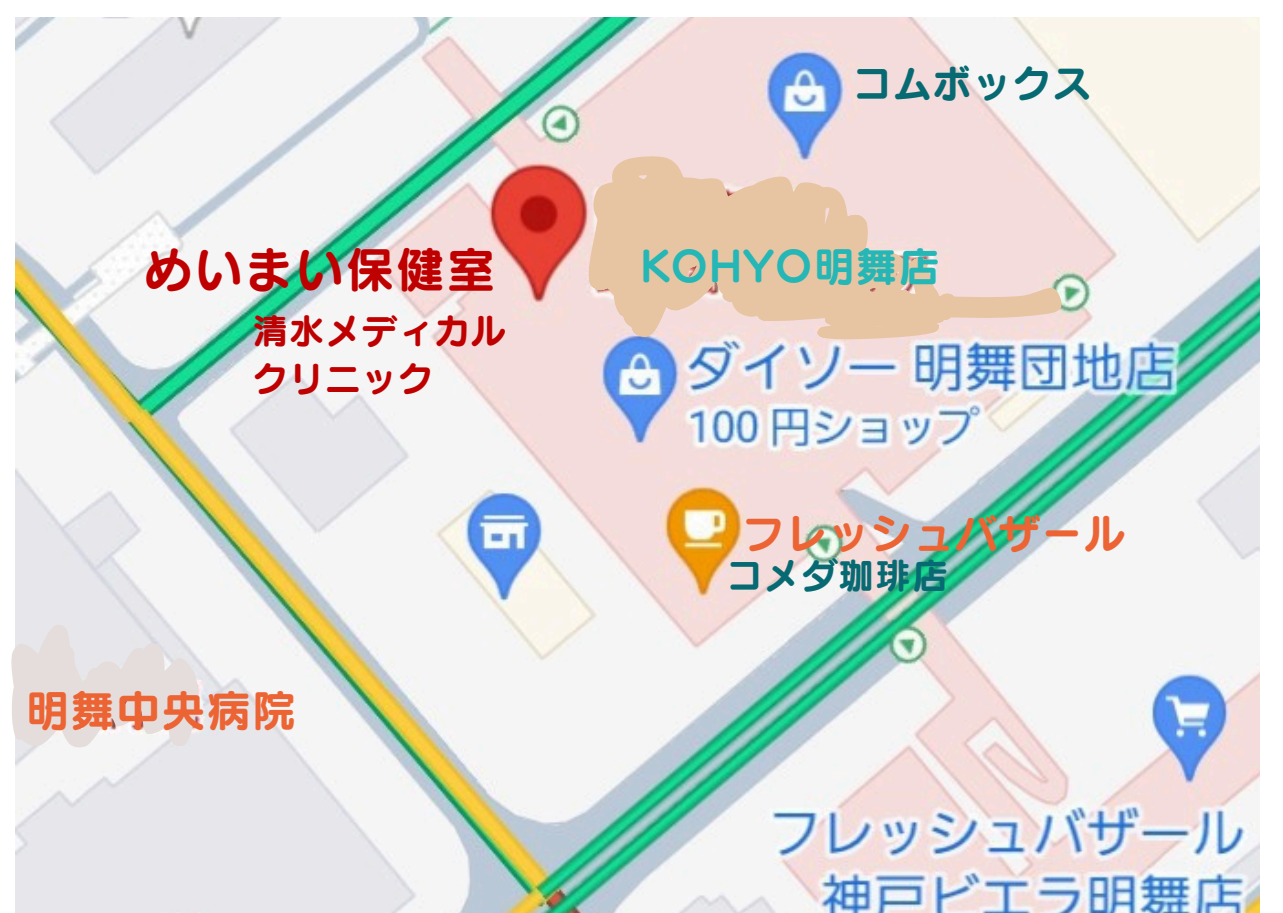 コムボックス
KOHYO明舞店
めいまい保健室
清水メディカル
クリニック
ダイソー 明舞団地店
100 円ショップ
フレッシュバザール
コメダ珈琲店
明舞中央病院
フレッシュバザール
神戸ビエラ明舞店